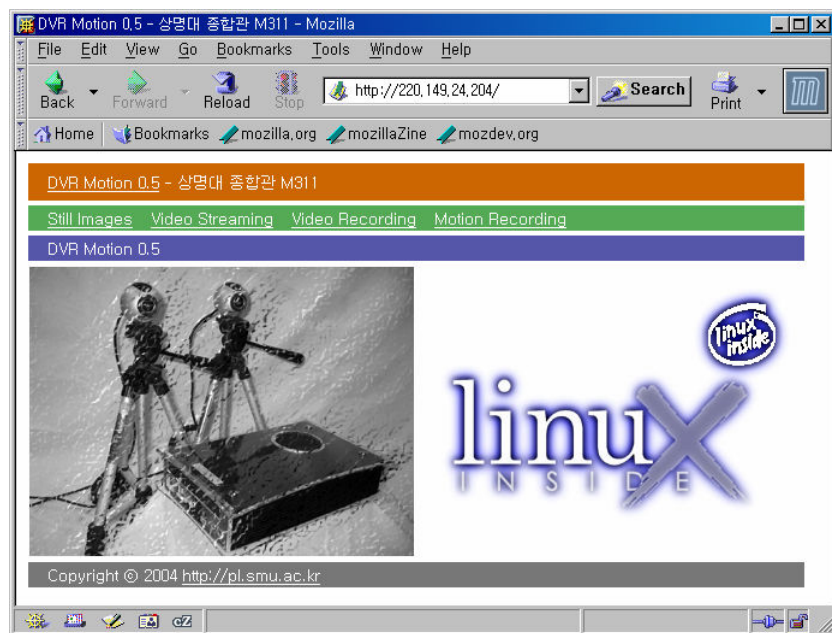 DVR Motion 0.5 - 상명대 종합관 M311 - Mozilla
File Edit View Go Bookmarks Tools Window Help
Back Forward Reload Stop http://220.149.24.204/ Search Print
Home Bookmarks mozilla.org mozillaZine mozdev.org
DVR Motion 0.5 - 상명대 종합관 M311
Still Images Video Streaming Video Recording Motion Recording
DVR Motion 0.5
linux
inside
linux
INSIDE
Copyright © 2004 http://pl.smu.ac.kr
cZ